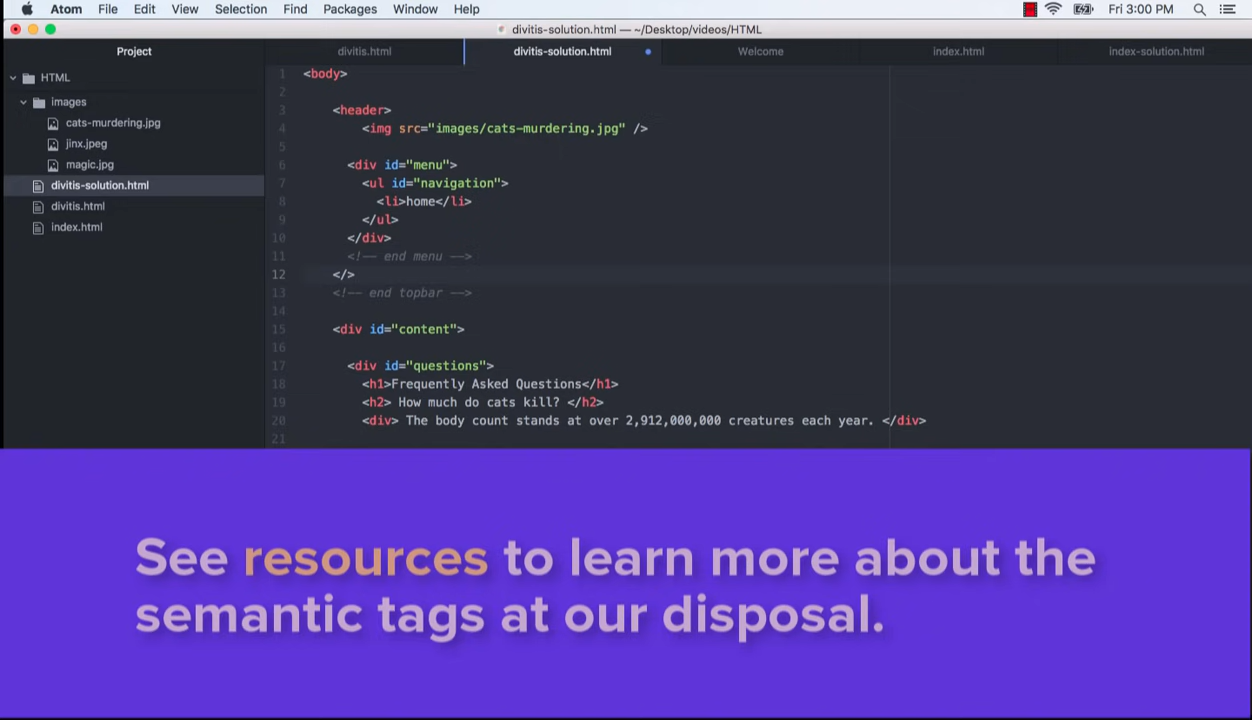 Atom File Edit View Selection Find Packages Window Help Fri 3:00 PM
divitis-solution.html — ~/Desktop/videos/HTML
Project divitis.html divitis-solution.html Welcome index.html index-solution.html
HTML
images
cats-murdering.jpg
jinx.jpeg
magic.jpg
divitis-solution.html
divitis.html
index.html
1 <body>
2
3 <header>
4 <img src="images/cats-murdering.jpg" />
5
6 <div id="menu">
7 <ul id="navigation">
8 <li>home</li>
9 </ul>
10 </div>
11 <!-- end menu -->
12 </>
13 <!-- end topbar -->
14
15 <div id="content">
16
17 <div id="questions">
18 <h1>Frequently Asked Questions</h1>
19 <h2> How much do cats kill? </h2>
20 <div> The body count stands at over 2,912,000,000 creatures each year. </div>
21
See resources to learn more about the
semantic tags at our disposal.